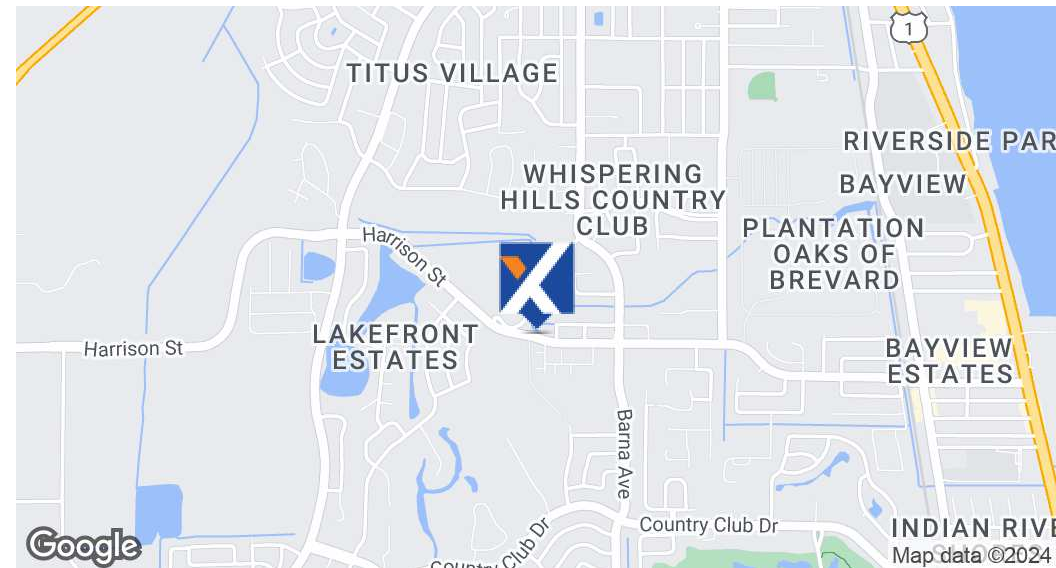 1
TITUS VILLAGE
RIVERSIDE PAR
WHISPERING
HILLS COUNTRY
CLUB
BAYVIEW
PLANTATION
OAKS OF
BREVARD
Harrison St
LAKEFRONT
ESTATES
Harrison St
BAYVIEW
ESTATES
Barna Ave
Country Club Dr
Country Club Dr
INDIAN RIVE
Google
Map data ©2024